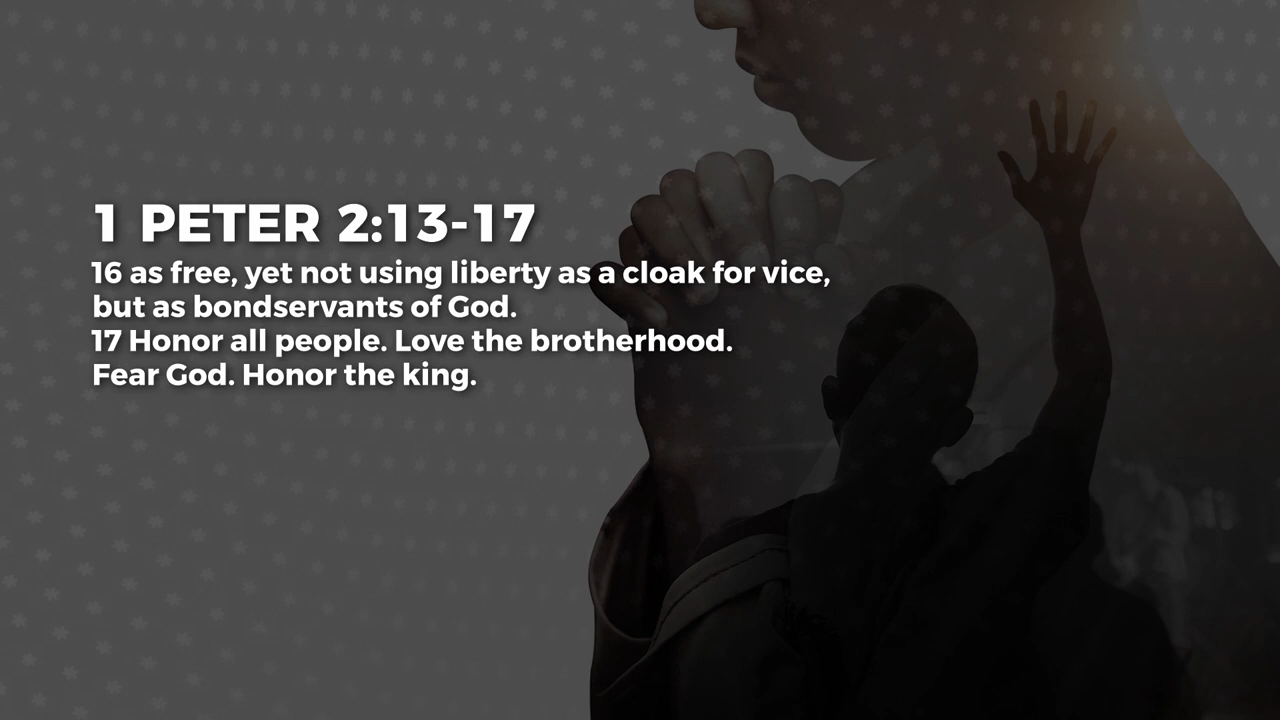 1 PETER 2:13-17
16 as free, yet not using liberty as a cloak for vice,
but as bondservants of God.
17 Honor all people. Love the brotherhood.
Fear God. Honor the king.